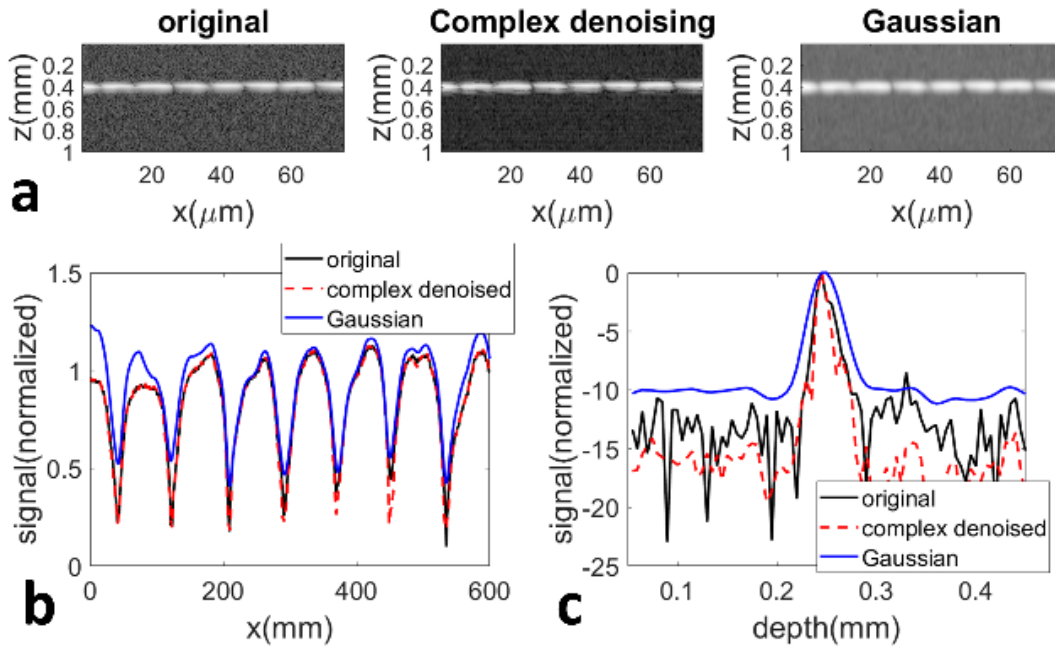 original
Complex denoising
Gaussian
z(mm)
0.2
0.4
0.6
0.8
1
20
40
60
x(μm)
z(mm)
0.2
0.4
0.6
0.8
1
20
40
60
x(μm)
z(mm)
0.2
0.4
0.6
0.8
1
20
40
60
x(μm)
a
original
complex denoised
Gaussian
signal(normalized)
1.5
1
0.5
0
0
200
400
600
x(mm)
b
signal(normalized)
0
-5
-10
-15
-20
-25
original
complex denoised
Gaussian
0.1
0.2
0.3
0.4
depth(mm)
c